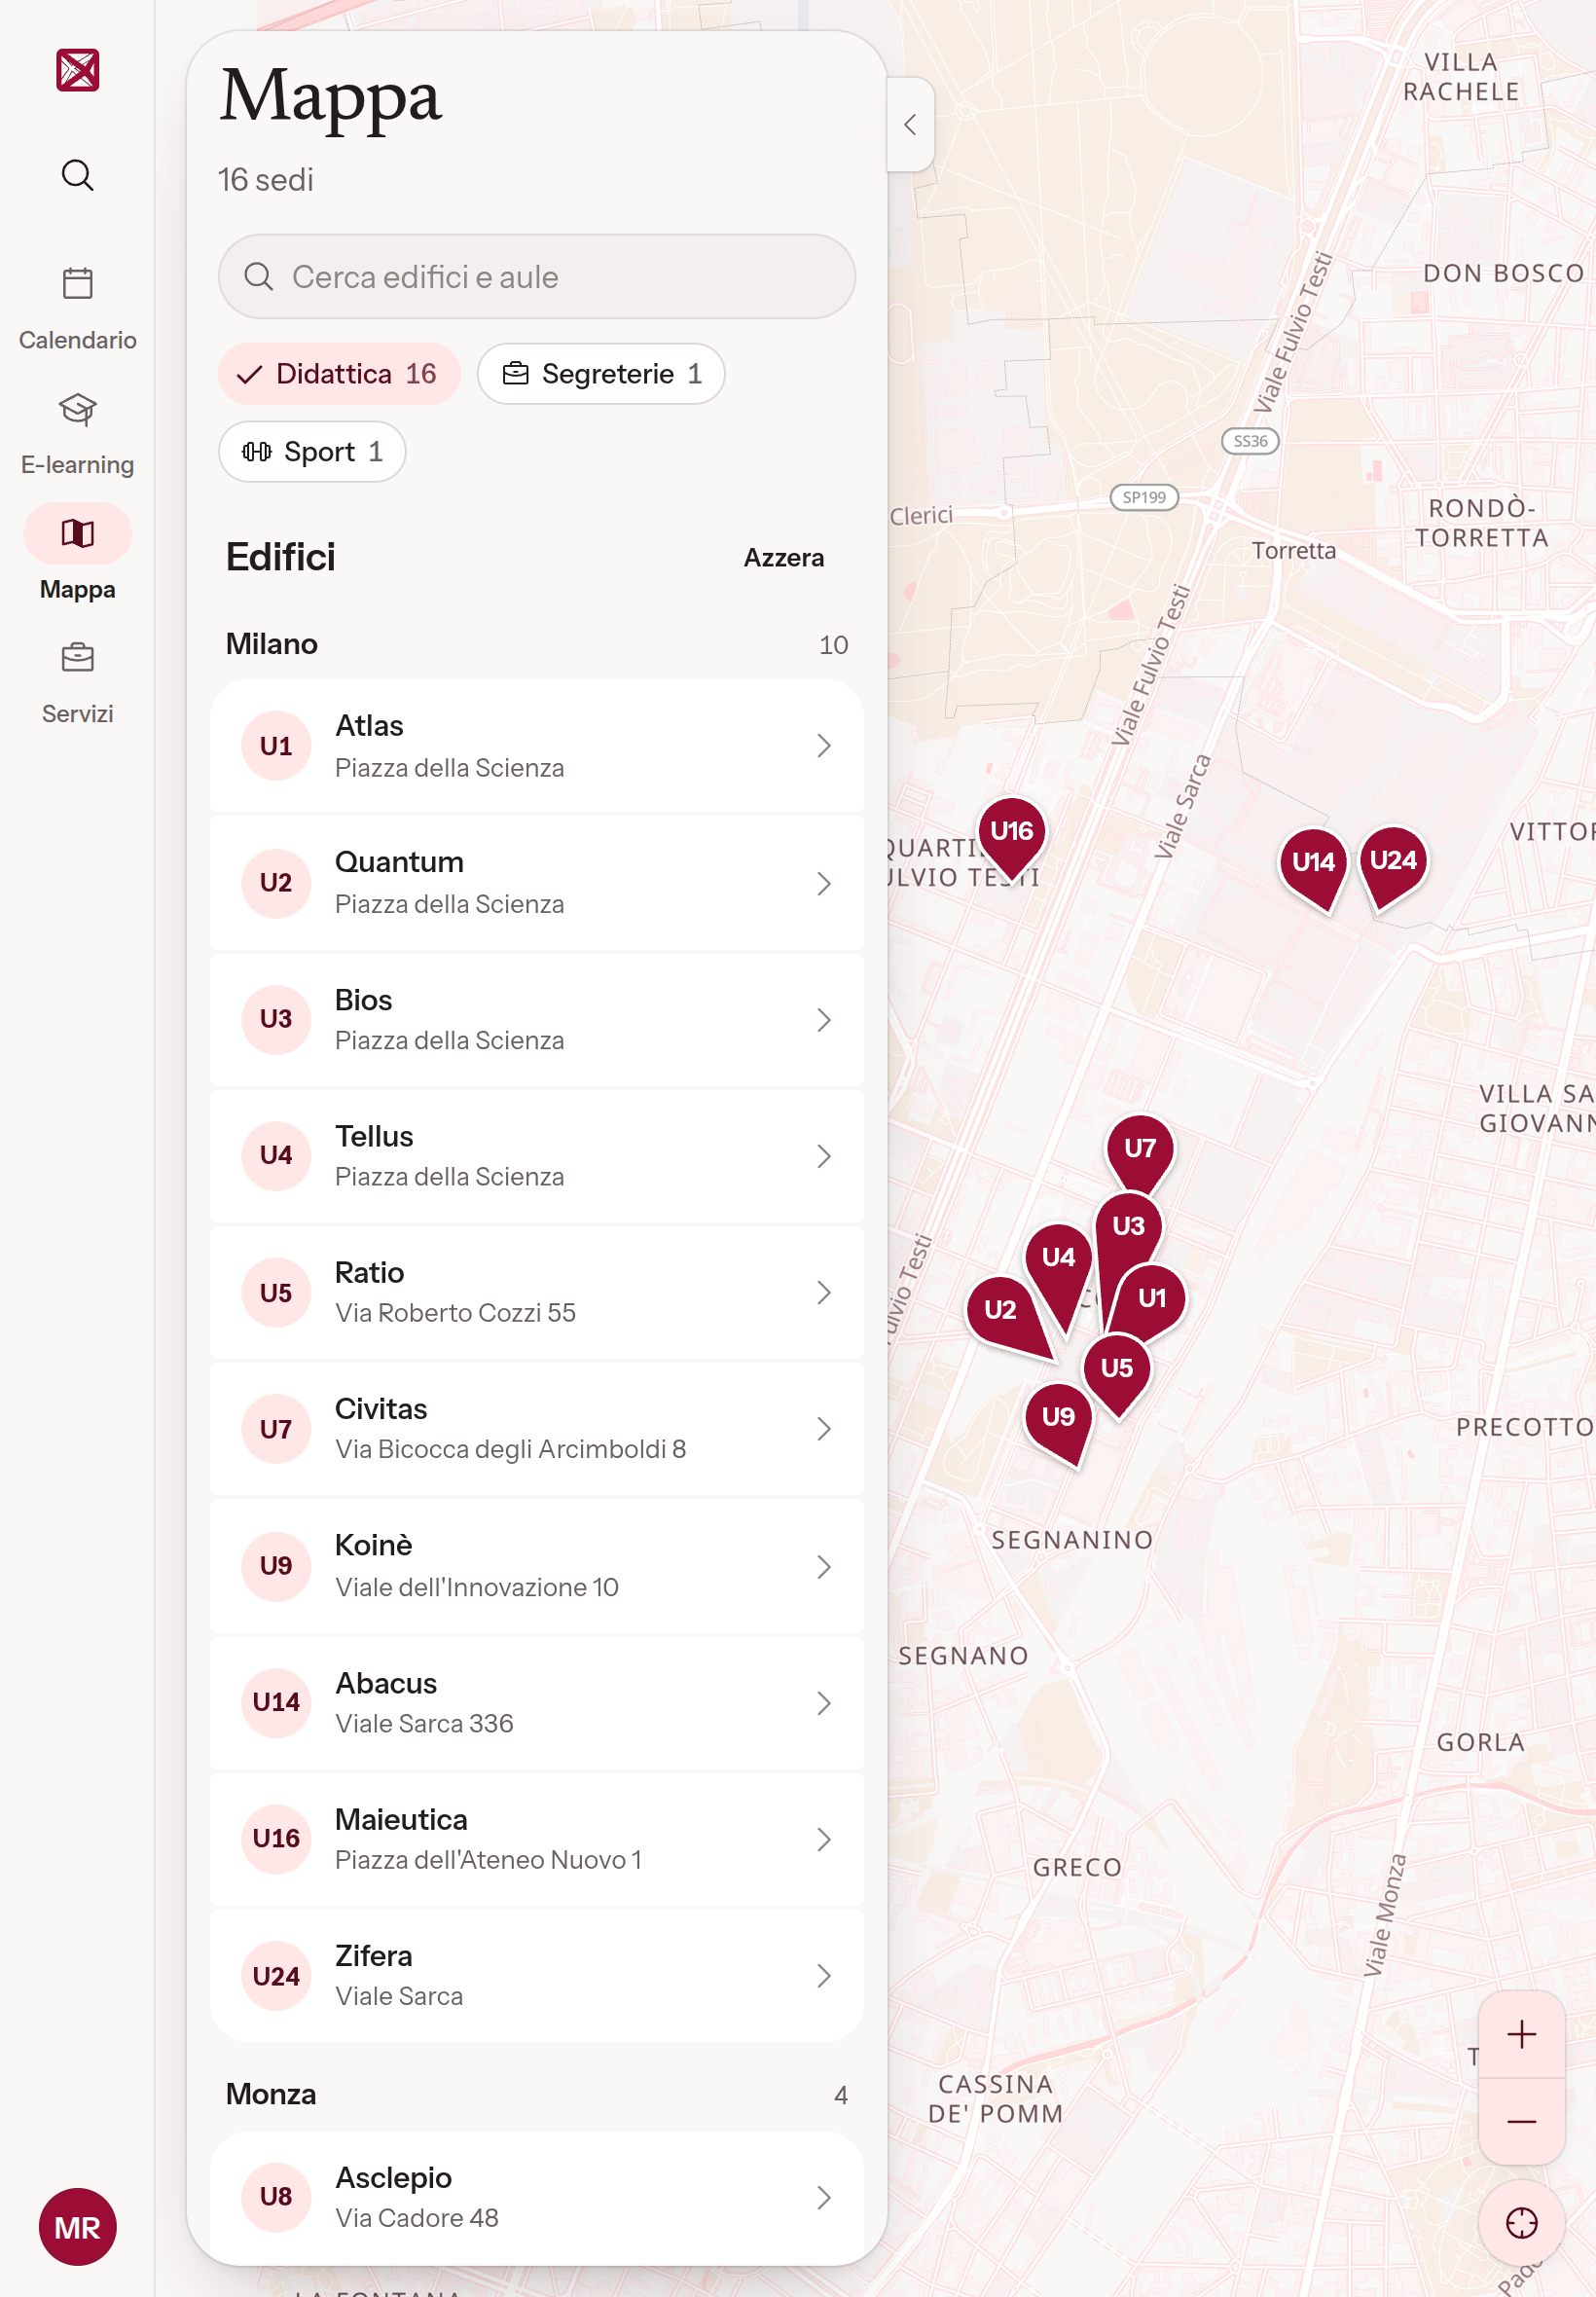 Calendario
E-learning
Mappa
Servizi
MR
Mappa
16 sedi
Cerca edifici e aule
Didattica 16
Segreterie 1
Sport 1
Edifici
Azzera
Milano 10
U1
Atlas
Piazza della Scienza
U2
Quantum
Piazza della Scienza
U3
Bios
Piazza della Scienza
U4
Tellus
Piazza della Scienza
U5
Ratio
Via Roberto Cozzi 55
U7
Civitas
Via Bicocca degli Arcimboldi 8
U9
Koinè
Viale dell'Innovazione 10
U14
Abacus
Viale Sarca 336
U16
Maieutica
Piazza dell'Ateneo Nuovo 1
U24
Zifera
Viale Sarca
Monza 4
U8
Asclepio
Via Cadore 48
VILLA
RACHELE
DON BOSCO
Viale Fulvio Testi
SS36
SP199
Clerici
RONDÒ-
TORRETTA
Torretta
Viale Fulvio Testi
Viale Sarca
U16
TESTI
U14
U24
U7
U3
U4
U1
U2
U5
U9
Testi
VILLA
PRECOTTO
SEGNANINO
SEGNANO
GORLA
GRECO
Viale Monza
CASSINA
DE' POMM